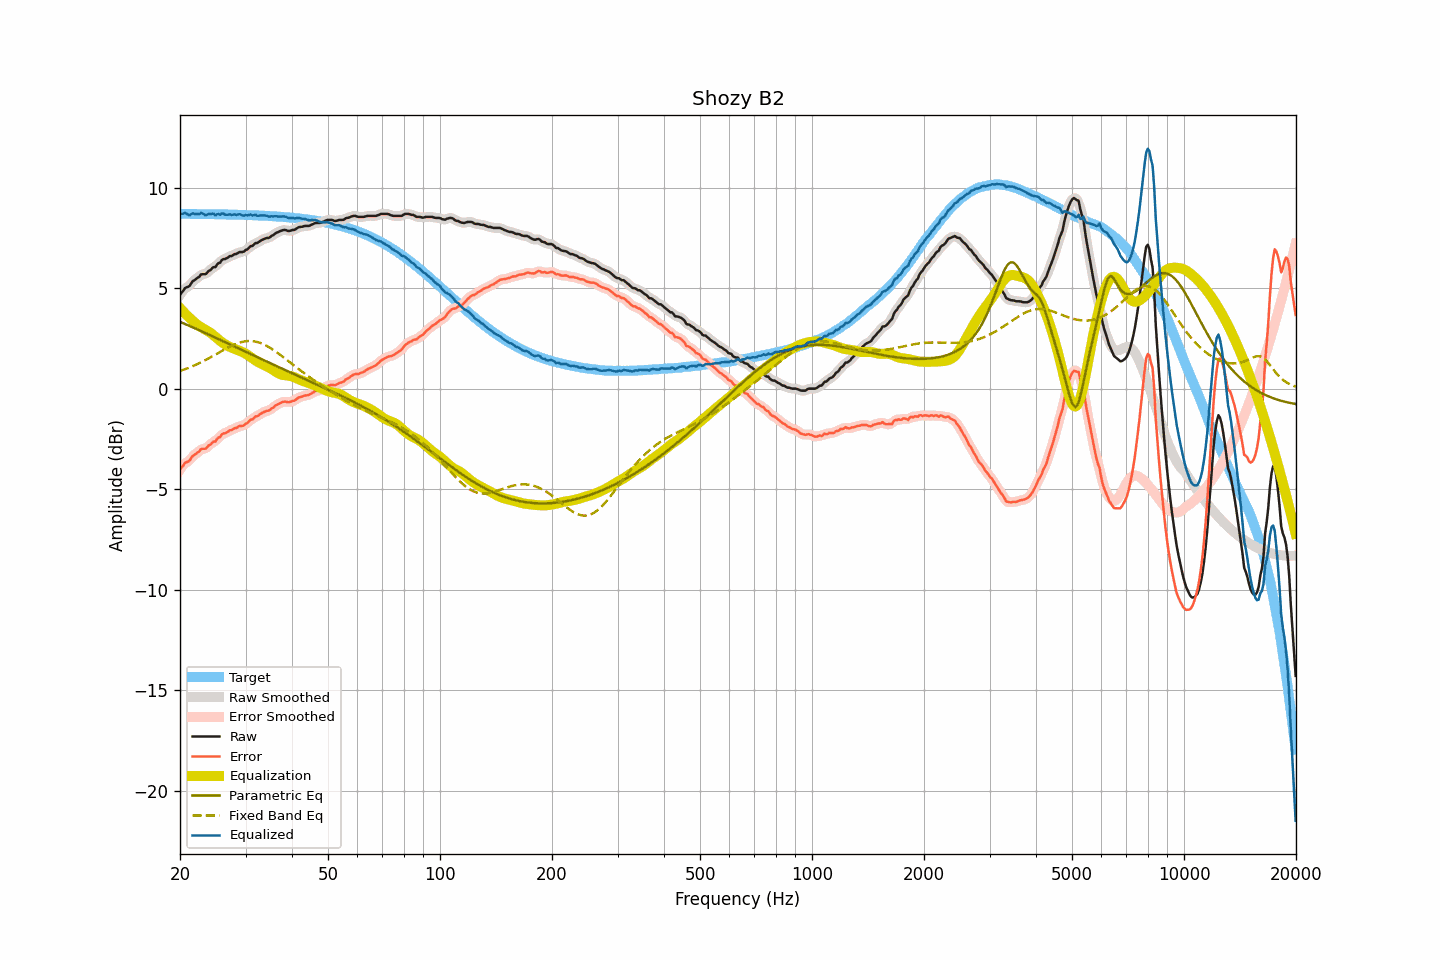 Shozy B2
Amplitude (dBr)
10
5
0
−5
−10
−15
−20
Target
Raw Smoothed
Error Smoothed
Raw
Error
Equalization
Parametric Eq
Fixed Band Eq
Equalized
20 50 100 200 500 1000 2000 5000 10000 20000
Frequency (Hz)